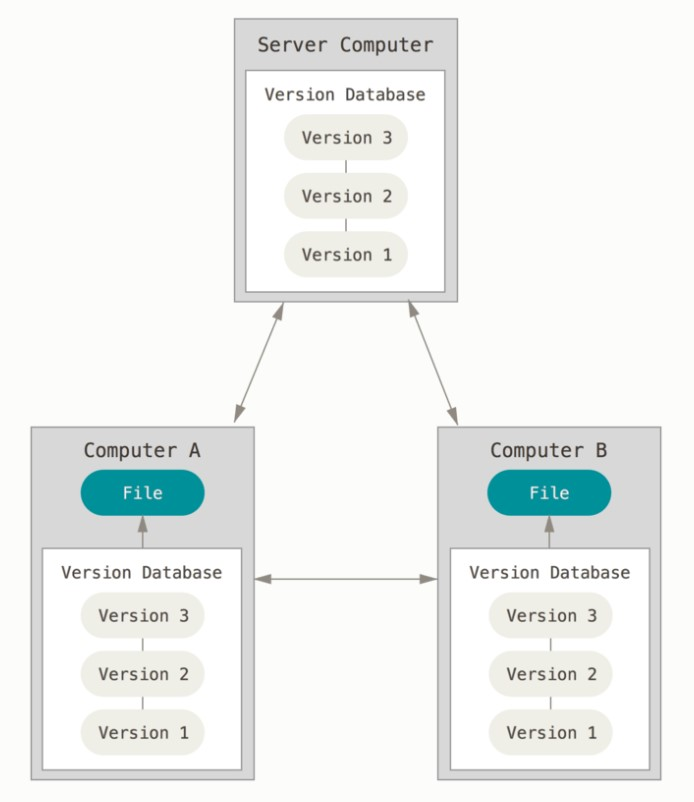 Server Computer
Version Database
Version 3
Version 2
Version 1
Computer A
File
Version Database
Version 3
Version 2
Version 1
Computer B
File
Version Database
Version 3
Version 2
Version 1